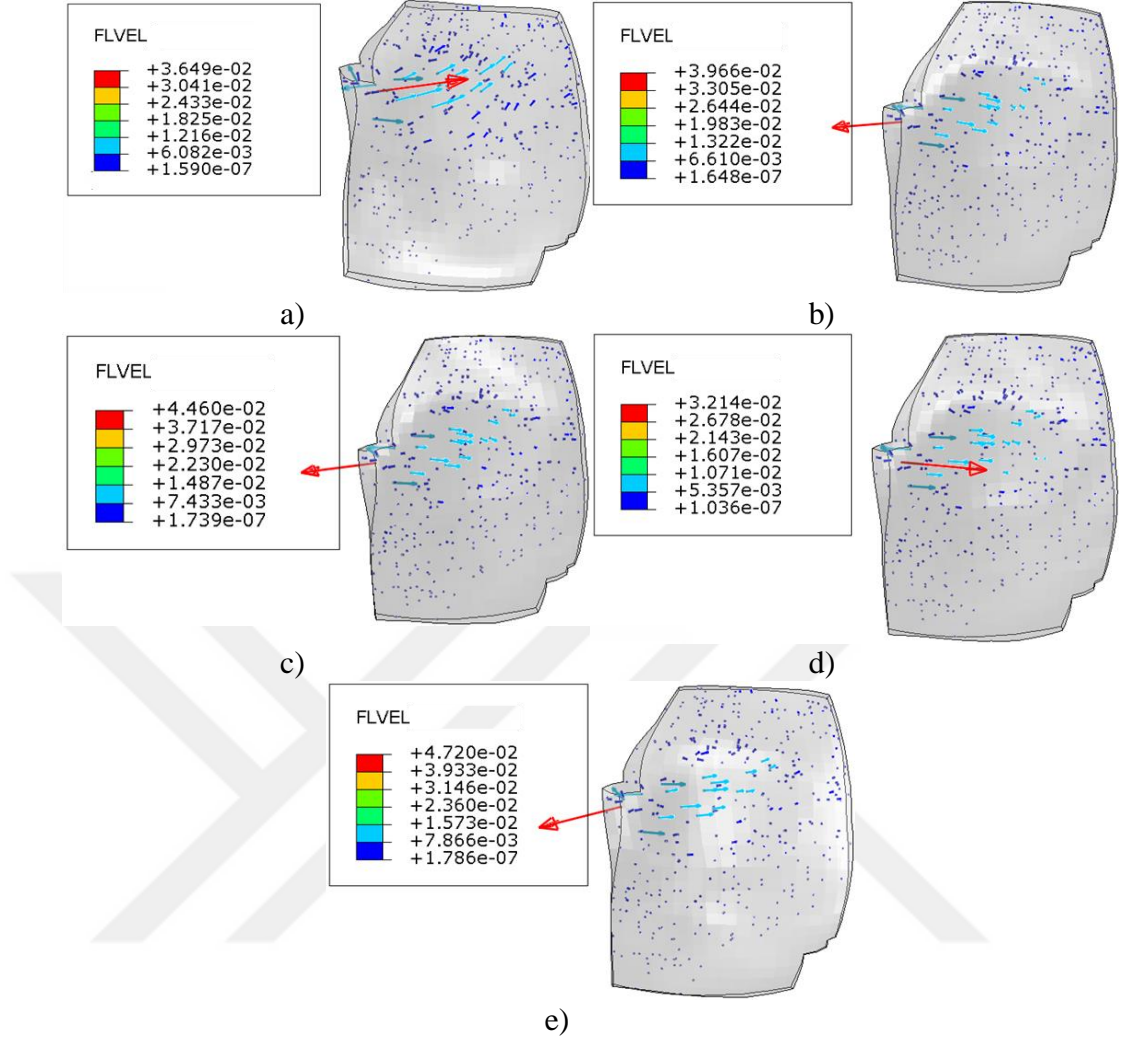 FLVEL
+3.649e-02
+3.041e-02
+2.433e-02
+1.825e-02
+1.216e-02
+6.082e-03
+1.590e-07
a)
FLVEL
+3.966e-02
+3.305e-02
+2.644e-02
+1.983e-02
+1.322e-02
+6.610e-03
+1.648e-07
b)
FLVEL
+4.460e-02
+3.717e-02
+2.973e-02
+2.230e-02
+1.487e-02
+7.433e-03
+1.739e-07
c)
FLVEL
+3.214e-02
+2.678e-02
+2.143e-02
+1.607e-02
+1.071e-02
+5.357e-03
+1.036e-07
d)
FLVEL
+4.720e-02
+3.933e-02
+3.146e-02
+2.360e-02
+1.573e-02
+7.866e-03
+1.786e-07
e)